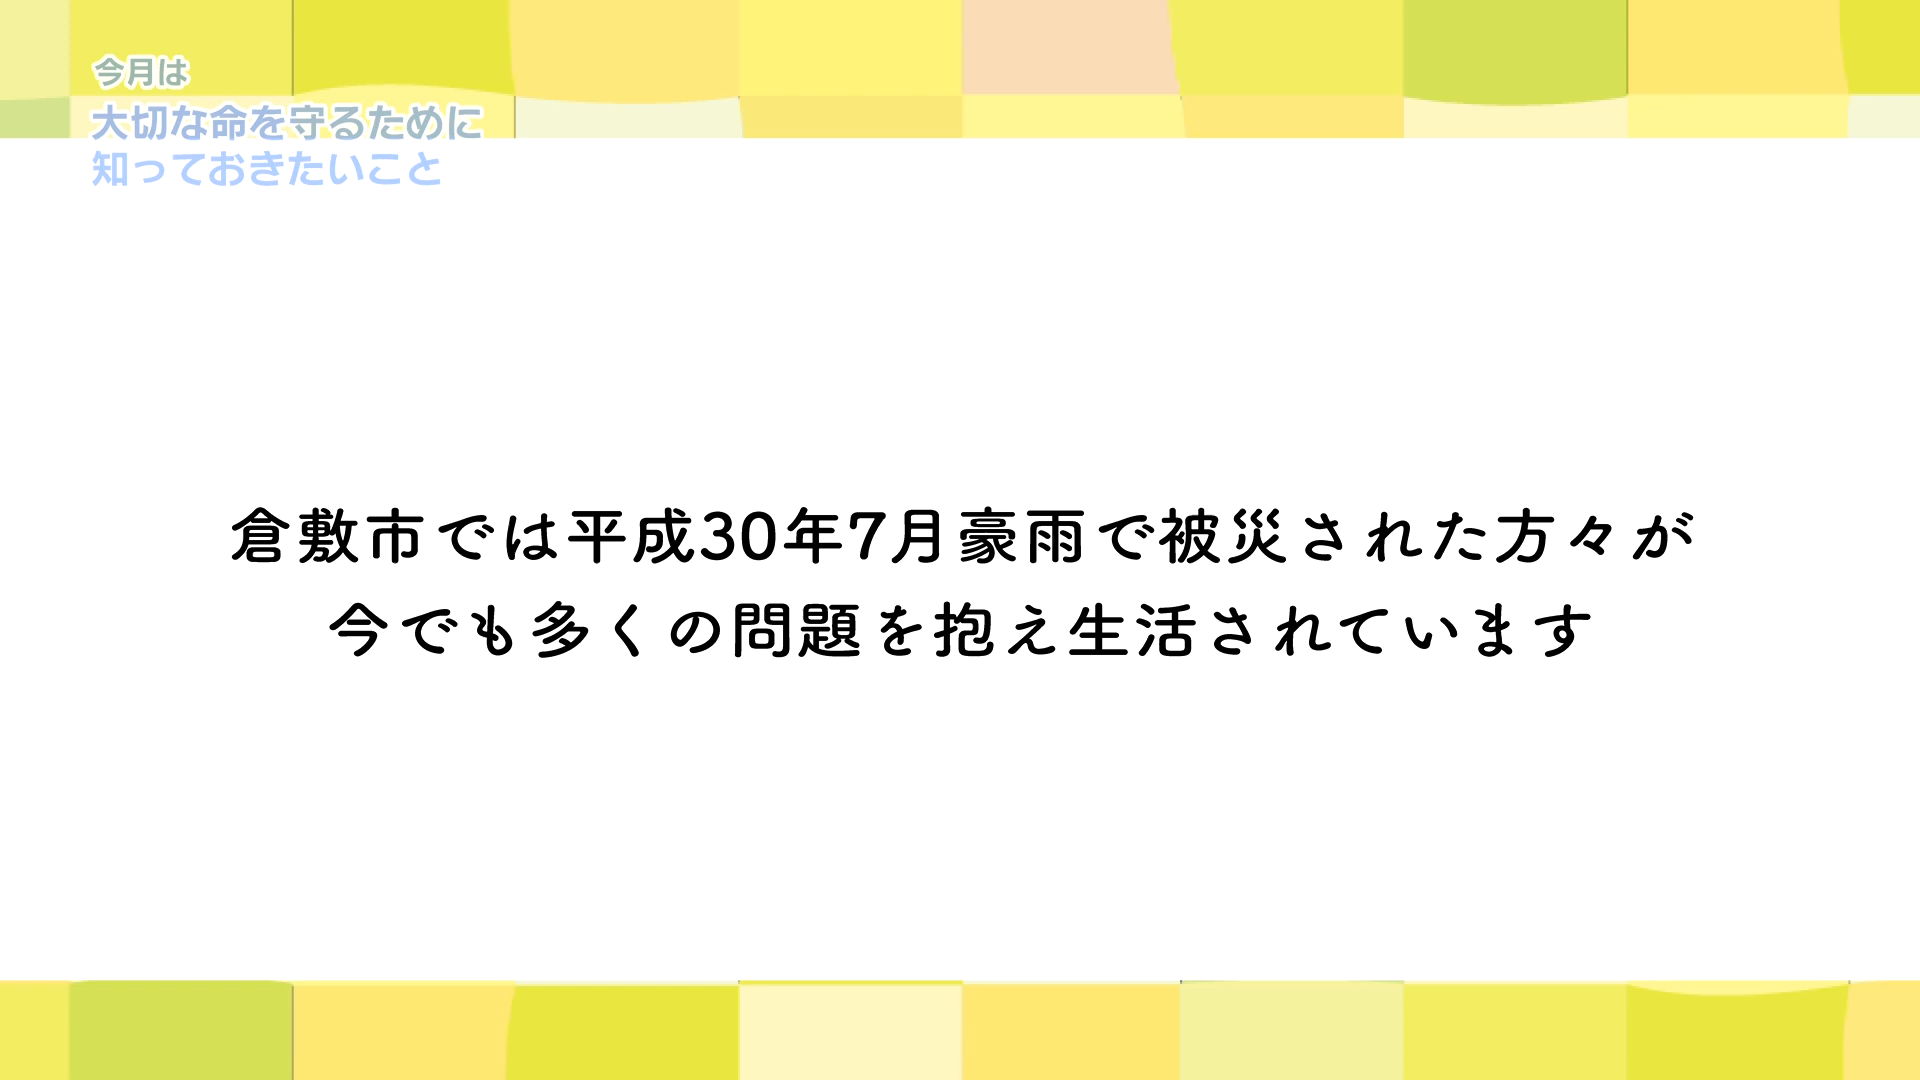 今月は
大切な命を守るために
知っておきたいこと
倉敷市では平成30年7月豪雨で被災された方々が
今でも多くの問題を抱え生活されています